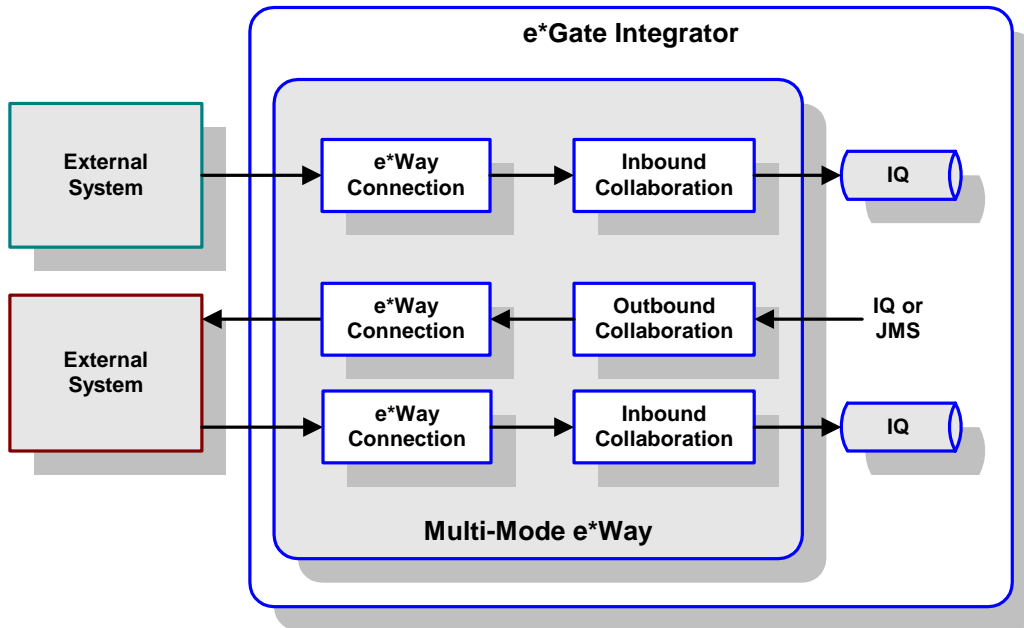 e*Gate Integrator
External
System
e*Way
Connection
Inbound
Collaboration
IQ
External
System
e*Way
Connection
Outbound
Collaboration
IQ or
JMS
e*Way
Connection
Inbound
Collaboration
IQ
Multi-Mode e*Way